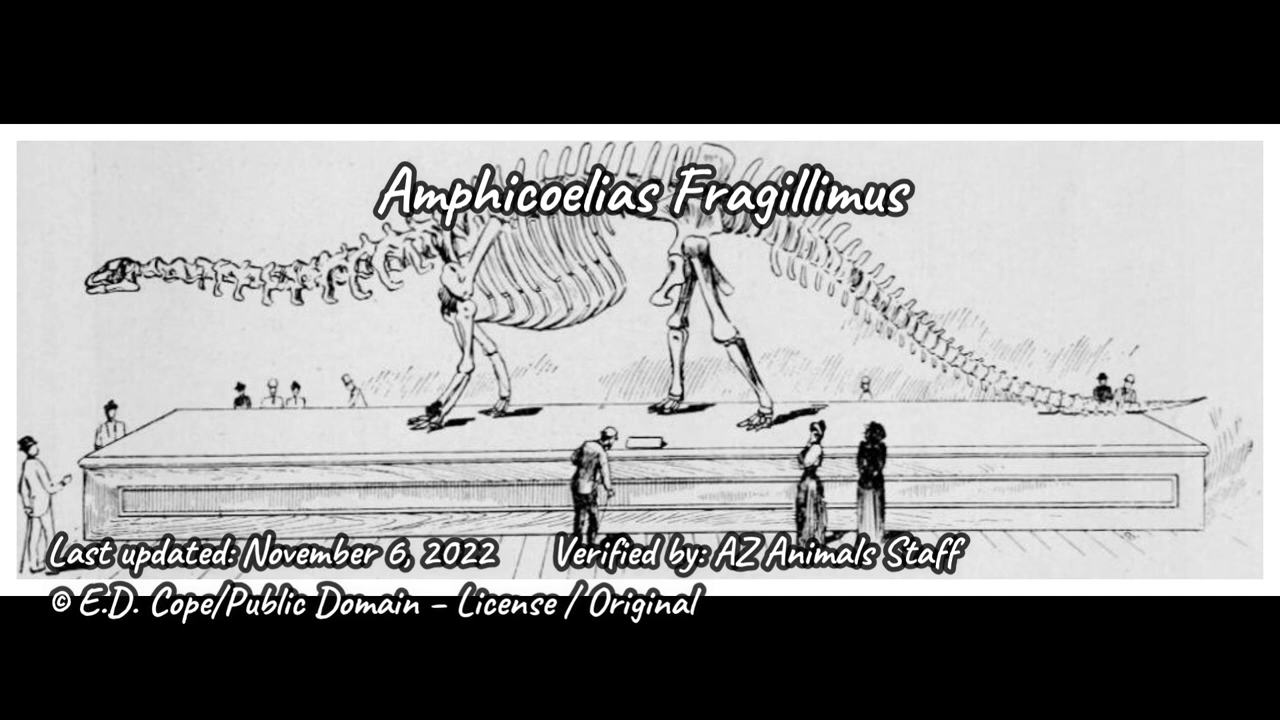 Amphicoelias Fragillimus
Last updated: November 6, 2022 Verified by: AZ Animals Staff
© E.D. Cope/Public Domain – License / Original